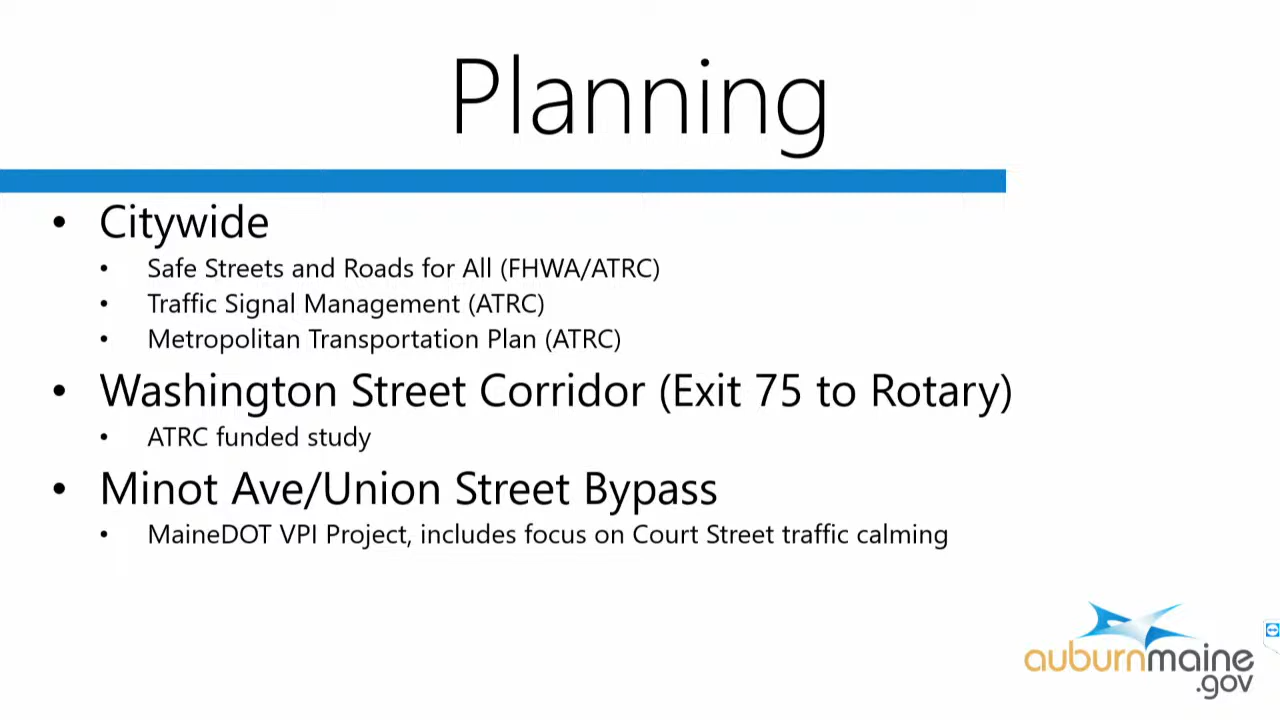 Planning
• Citywide
• Safe Streets and Roads for All (FHWA/ATRC)
• Traffic Signal Management (ATRC)
• Metropolitan Transportation Plan (ATRC)
• Washington Street Corridor (Exit 75 to Rotary)
• ATRC funded study
• Minot Ave/Union Street Bypass
• MaineDOT VPI Project, includes focus on Court Street traffic calming
auburnmaine
.gov